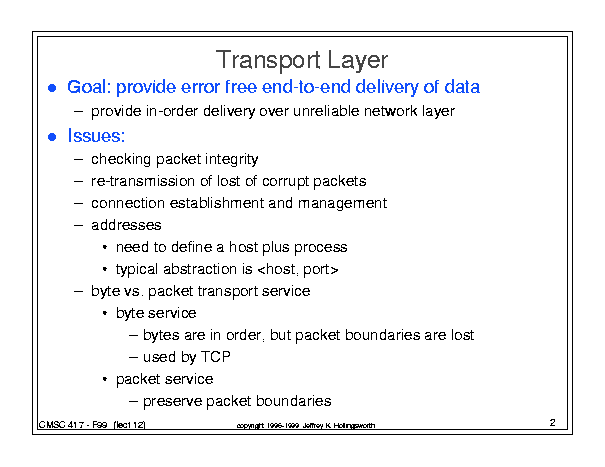 Transport Layer
● Goal: provide error free end-to-end delivery of data
– provide in-order delivery over unreliable network layer
● Issues:
– checking packet integrity
– re-transmission of lost of corrupt packets
– connection establishment and management
– addresses
• need to define a host plus process
• typical abstraction is <host, port>
– byte vs. packet transport service
• byte service
– bytes are in order, but packet boundaries are lost
– used by TCP
• packet service
– preserve packet boundaries
CMSC 417 - F99 (lect 12) copyright 1996-1999 Jeffrey K. Hollingsworth 2